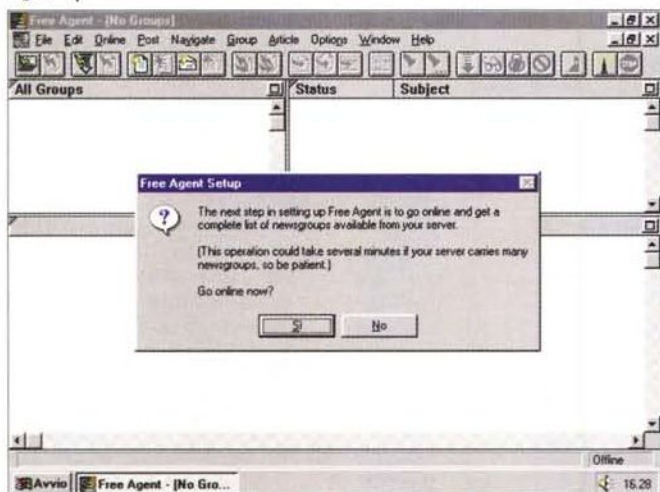 Free Agent - [No Groups]
File Edit Online Post Navigate Group Article Options Window Help
All Groups
Status Subject
Free Agent Setup
The next step in setting up Free Agent is to go online and get a
complete list of newsgroups available from your server.
(This operation could take several minutes if your server carries many
newsgroups, so be patient.)
Go online now?
Sì No
Offline
Avvio Free Agent - [No Gro... 16.28